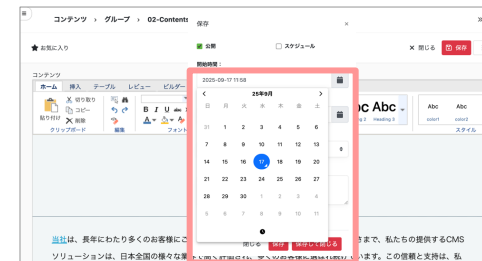 コンテンツ › グループ › 02-Contents
保存
×
★ お気に入り
公開
スケジュール
× 閉じる
保存
開始時間：
2025-09-17 11:58
コンテンツ
ホーム 挿入 テーブル レビュー ビルダー
貼り付け
切り取り
コピー
削除
クリップボード
編集
B I U
フォント
Abc
Heading 3
Abc
Abc
color1
color2
スタイル
25年9月
日 月 火 水 木 金 土
31 1 2 3 4 5 6
7 8 9 10 11 12 13
14 15 16 17 18 19 20
21 22 23 24 25 26 27
28 29 30 1 2 3 4
5 6 7 8 9 10 11
閉じる
保存
保存して閉じる
当社は、長年にわたり多くのお客様にご
きまで、私たちの提供するCMS
ソリューションは、日本全国の様々な業
います。この信頼と支持は、私